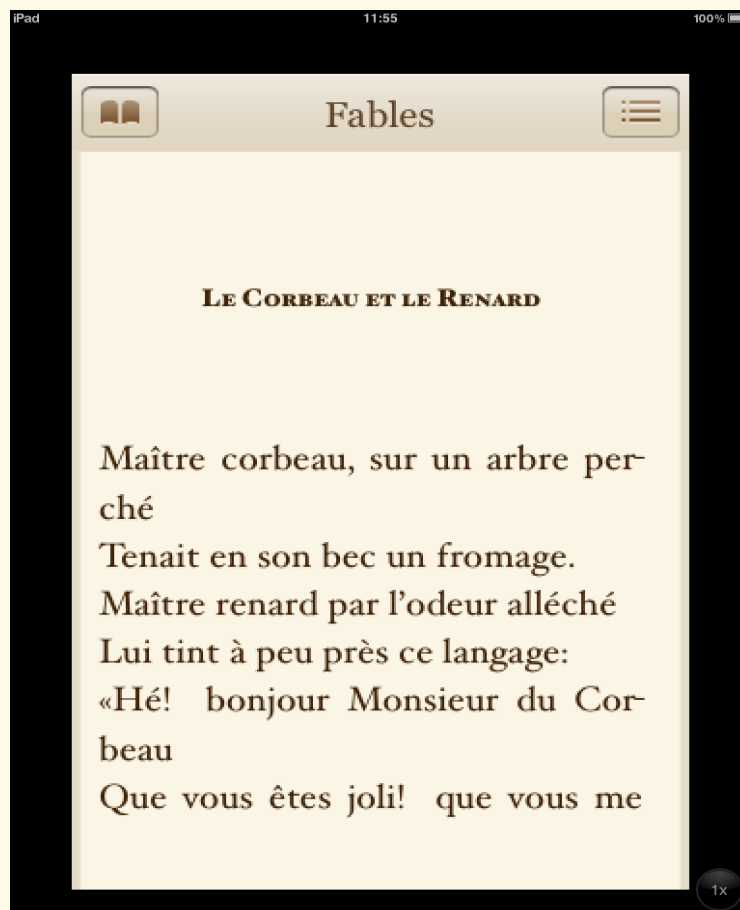 iPad 11:55 100%
Fables
Le Corbeau et le Renard
Maître corbeau, sur un arbre per-
ché
Tenait en son bec un fromage.
Maître renard par l’odeur alléché
Lui tint à peu près ce langage:
«Hé! bonjour Monsieur du Cor-
beau
Que vous êtes joli! que vous me
1x